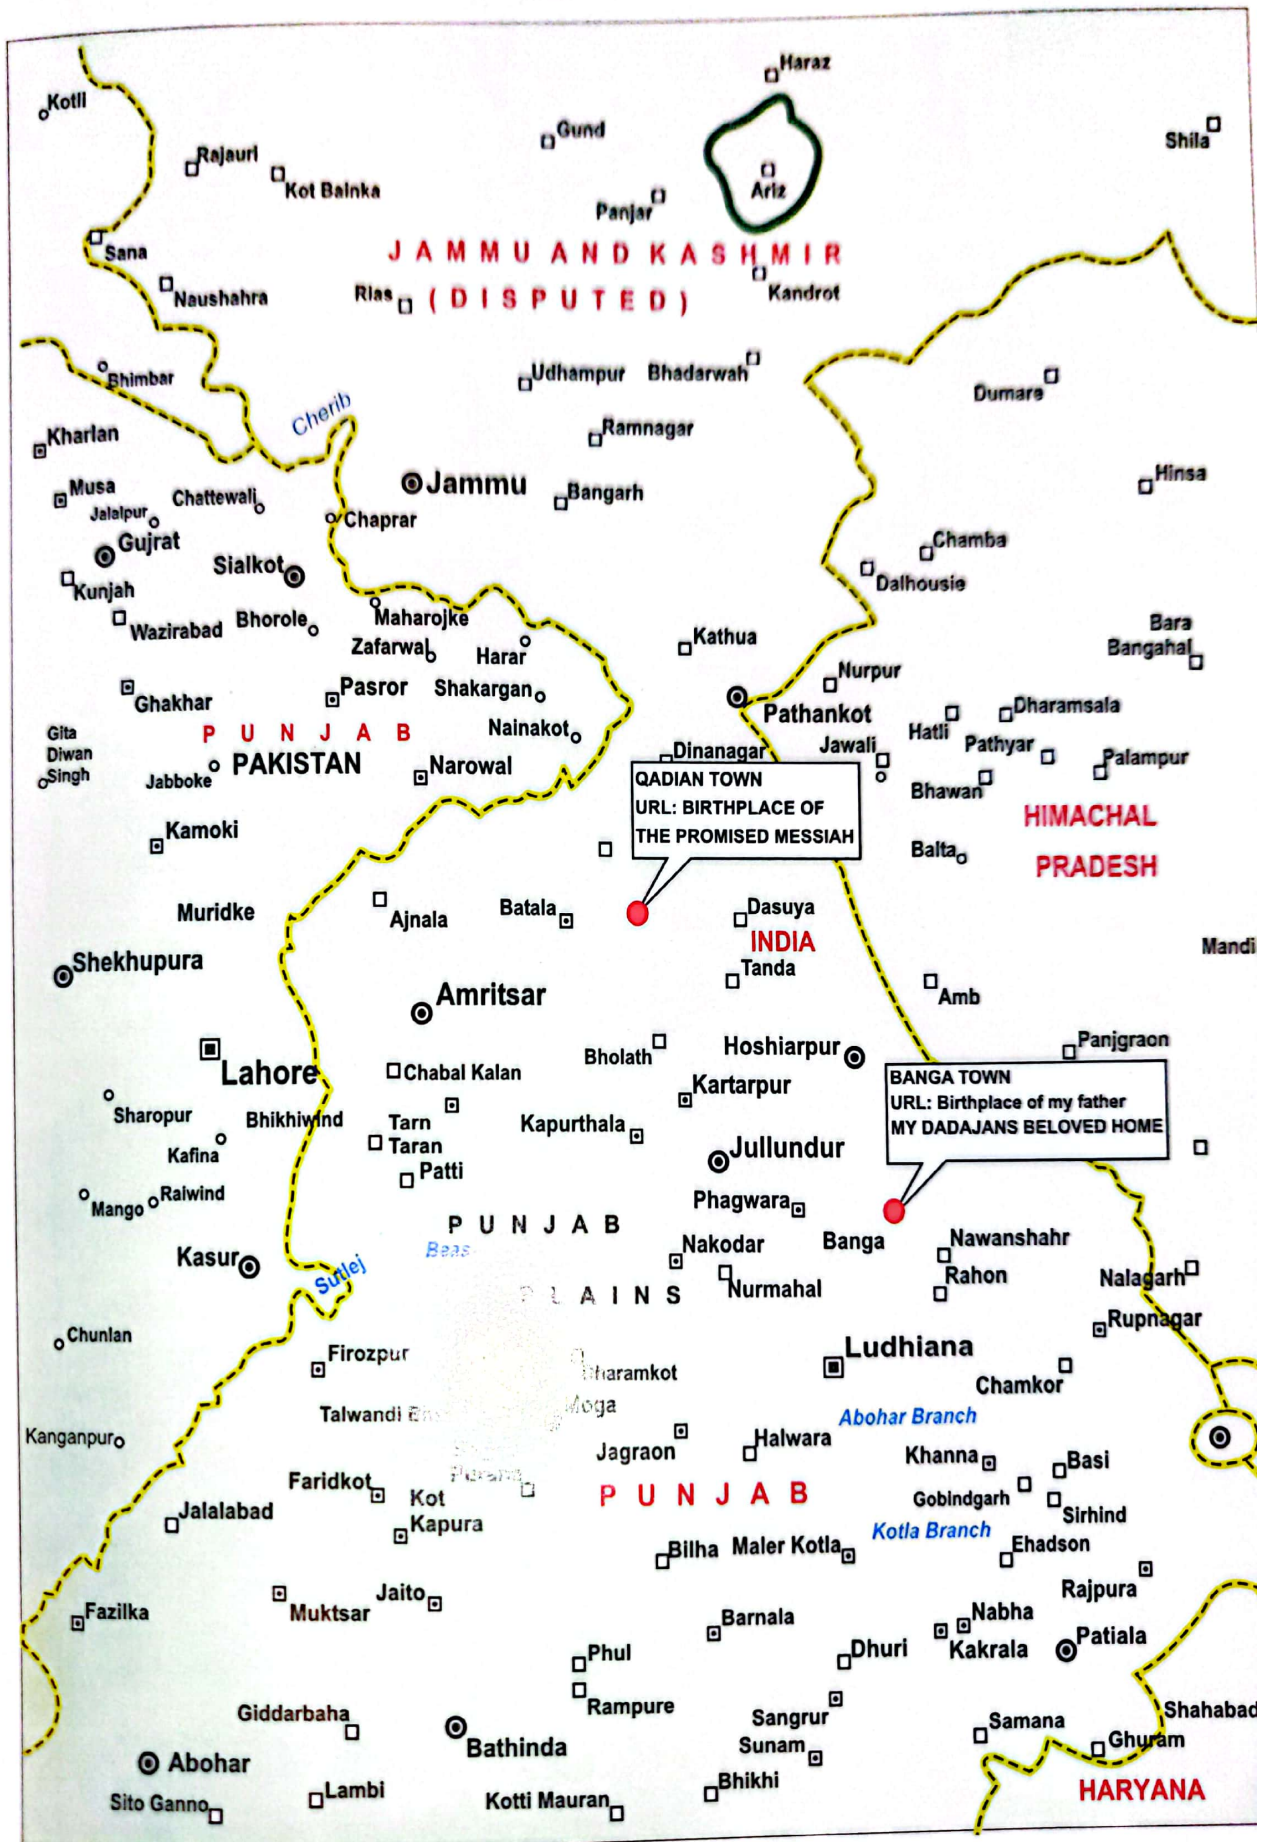 Haraz
Kotli
Gund
Shila
Rajauri
Kot Bainka
Ariz
Panjar
Sana
JAMMU AND KASHMIR
(DISPUTED)
Naushahra
Rias
Kandrot
Bhimbar
Udhampur
Bhadarwah
Dumare
Cherib
Kharian
Ramnagar
Hinsa
Musa
Chattewali
Jammu
Bangarh
Jalalpur
Chaprar
Gujrat
Chamba
Sialkot
Dalhousie
Kunjah
Wazirabad
Bhorole
Maharojke
Bara
Bangahal
Zafarwal
Harar
Kathua
Nurpur
Ghakhar
Pasror
Shakargan
Pathankot
Dharamsala
Hatli
Gita
Diwan
Singh
PUNJAB
PAKISTAN
Nainakot
Dinanagar
Jawali
Pathyar
Palampur
Jabboke
Narowal
Bhawan
QADIAN TOWN
URL: BIRTHPLACE OF
THE PROMISED MESSIAH
HIMACHAL
PRADESH
Kamoki
Balta
Muridke
Ajnala
Batala
Dasuya
INDIA
Mandi
Shekhupura
Tanda
Amb
Amritsar
Bholath
Hoshiarpur
Panjgraon
Lahore
Chabal Kalan
Kartarpur
BANGA TOWN
URL: Birthplace of my father
MY DADAJANS BELOVED HOME
Sharopur
Bhikhiwind
Tarn
Taran
Kapurthala
Jullundur
Kafina
Patti
Mango
Raiwind
Phagwara
PUNJAB
Beas
Banga
Nawanshahr
Kasur
Nakodar
Sutlej
PLAINS
Nurmahal
Rahon
Nalagarh
Rupnagar
Chunlan
Firozpur
Ludhiana
Dharamkot
Chamkor
Talwandi
Moga
Abohar Branch
Kanganpur
Jagraon
Halwara
Khanna
Basi
Faridkot
Kot
Kapura
PUNJAB
Gobindgarh
Sirhind
Jalalabad
Kotla Branch
Bilha
Maler Kotla
Ehadson
Rajpura
Fazilka
Muktsar
Jaito
Barnala
Nabha
Kakrala
Patiala
Phul
Dhuri
Rampure
Giddarbaha
Sangrur
Shahabad
Bathinda
Sunam
Samana
Ghuram
Abohar
Bhikhi
HARYANA
Sito Ganno
Lambi
Kotti Mauran